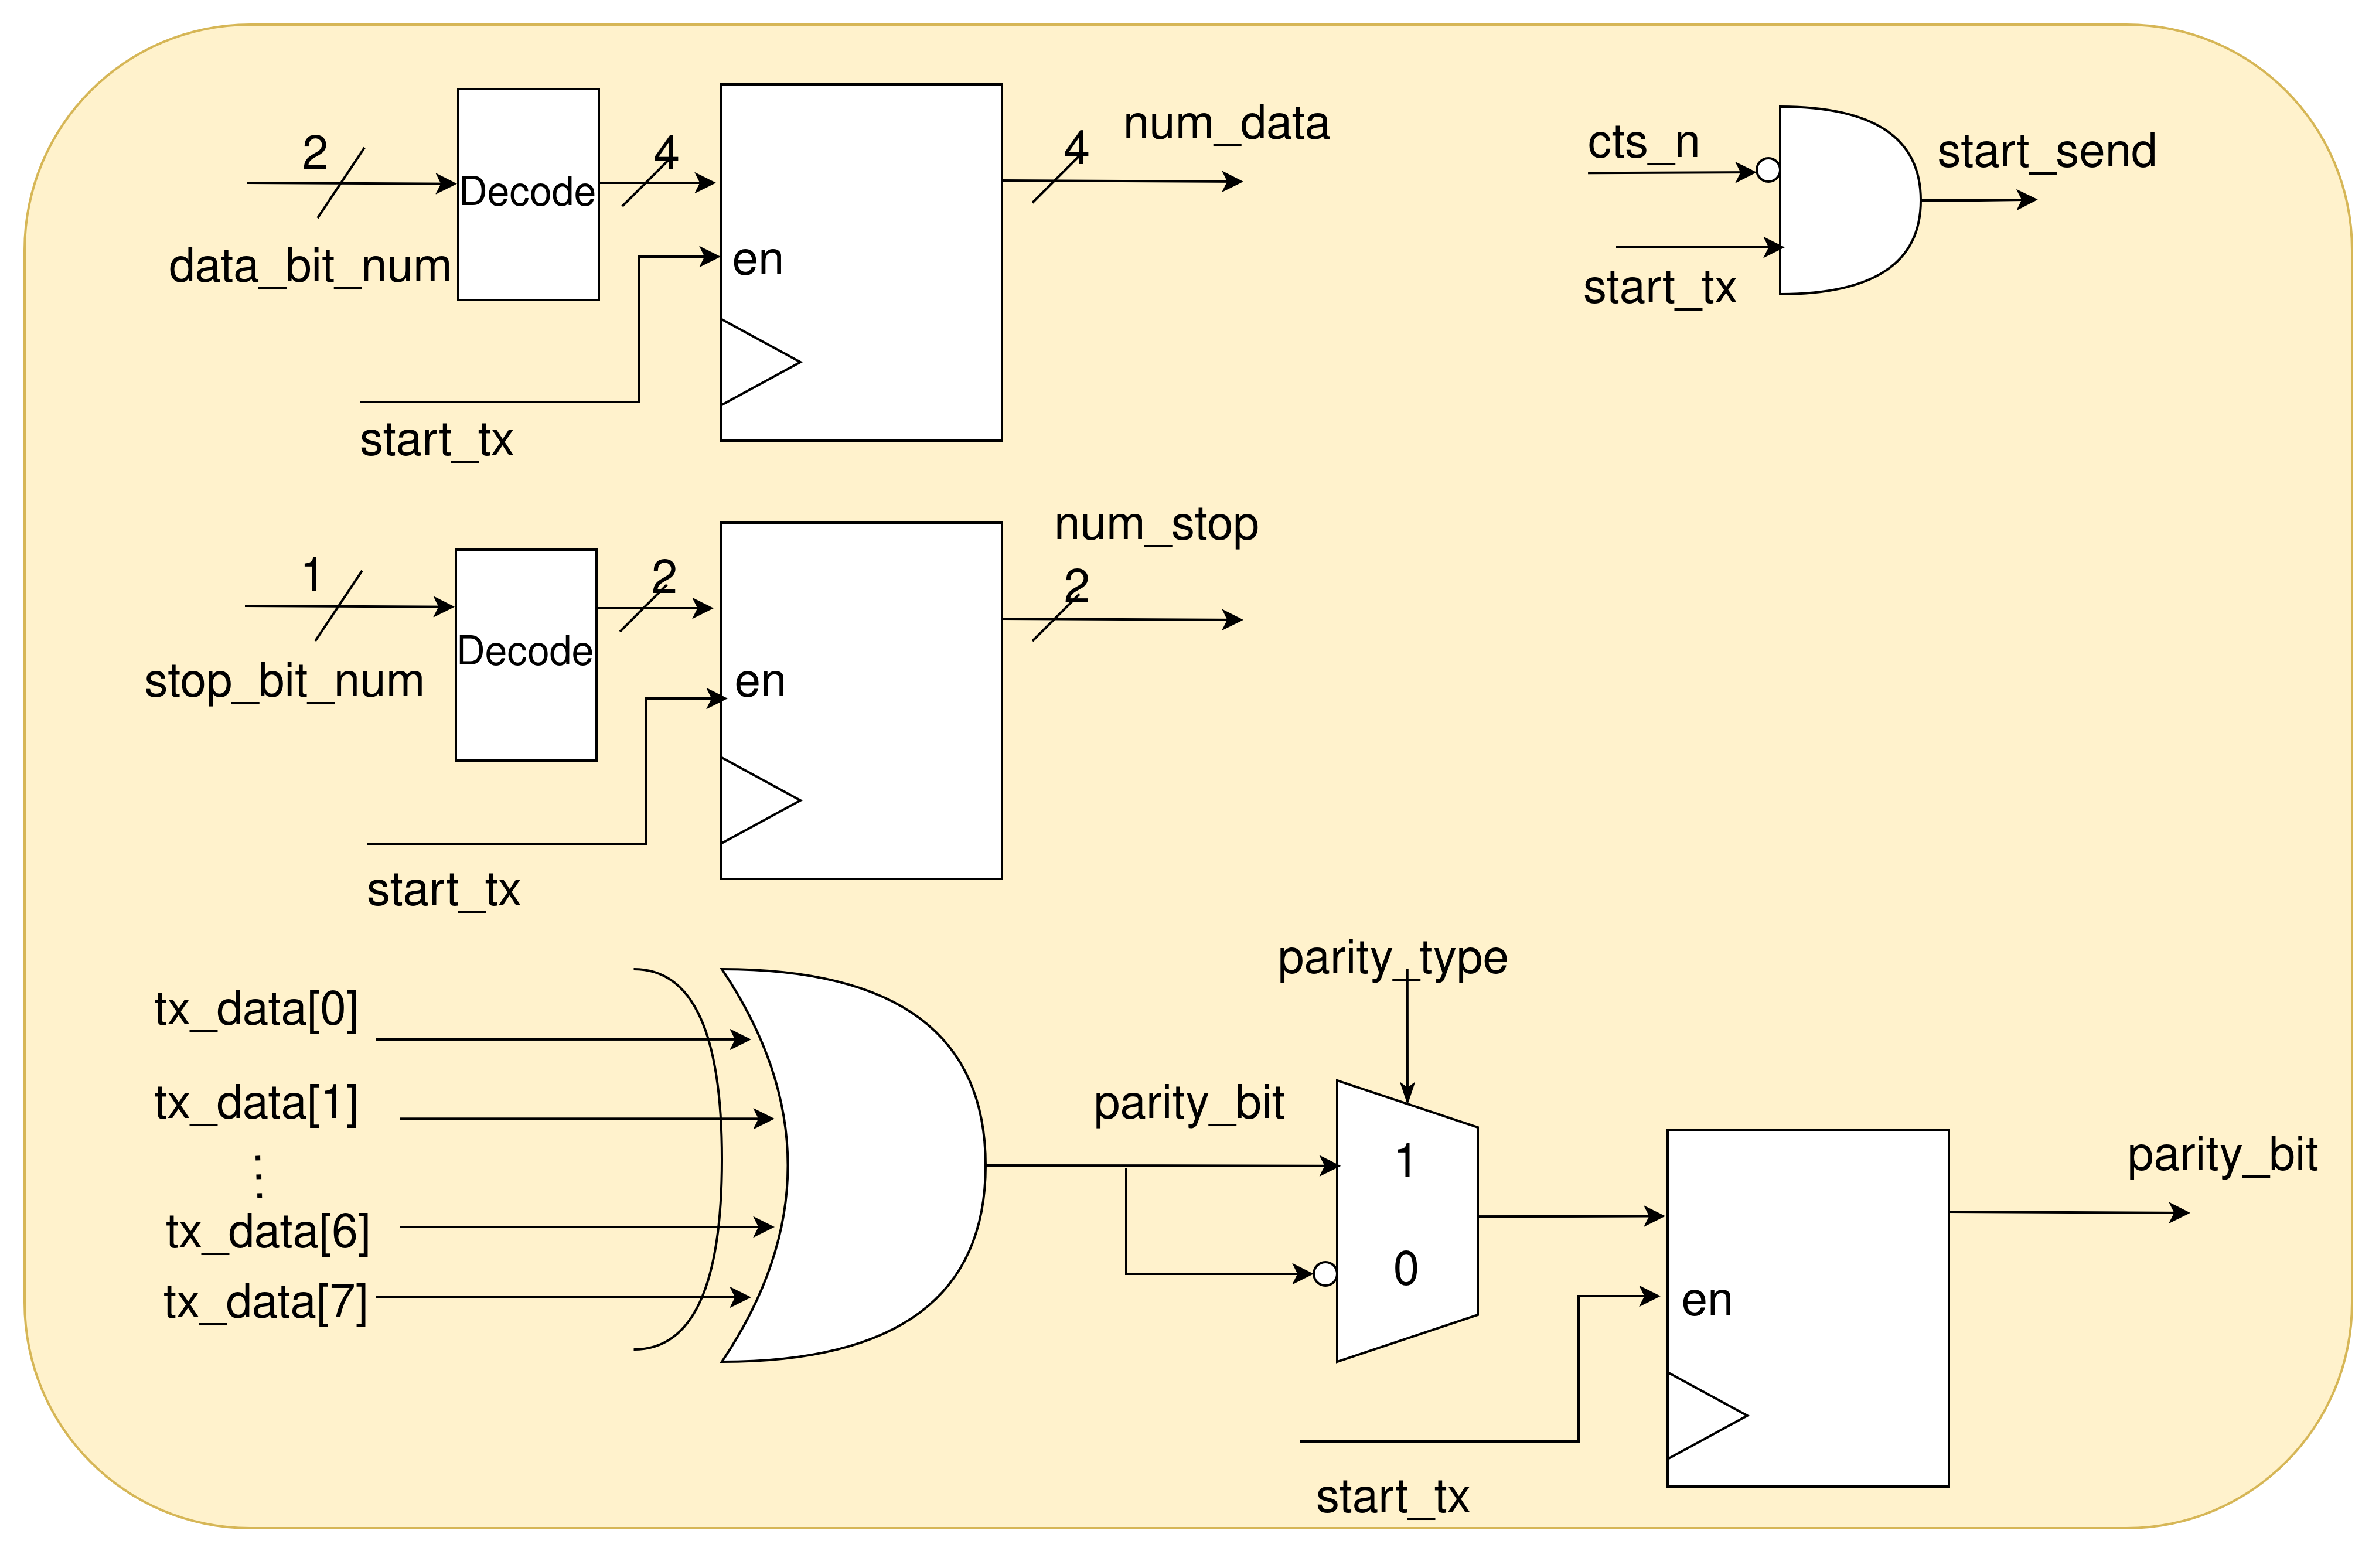 2
data_bit_num
Decode
4
en
start_tx
4
num_data
cts_n
start_tx
start_send
1
stop_bit_num
Decode
2
en
start_tx
num_stop
2
tx_data[0]
tx_data[1]
⋮
tx_data[6]
tx_data[7]
parity_bit
parity_type
1
0
en
start_tx
parity_bit